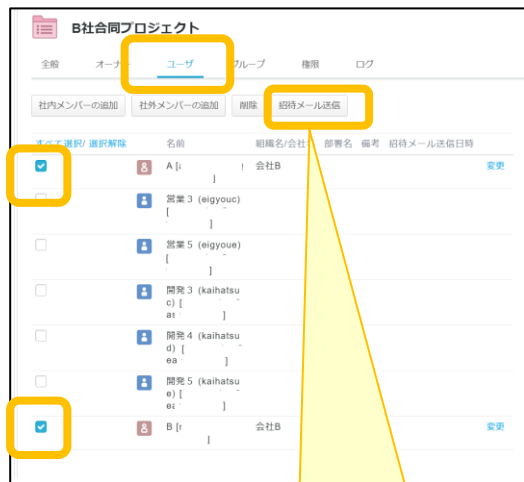 B社合同プロジェクト
全般 ユーザ グループ 権限 ログ
社内メンバーの追加 社外メンバーの追加 削除 招待メール送信
すべて選択/ 選択解除 名前 組織名/会社 部署名 備考 招待メール送信日時
A [ ] 会社B 変更
営業３ (eigyouc)
[
]
営業５ (eigyoue)
[
]
開発３ (kaihatsu
c) [
]
開発４ (kaihatsu
d) [
ea ]
開発５ (kaihatsu
e) [
]
B [ 会社B 変更
]